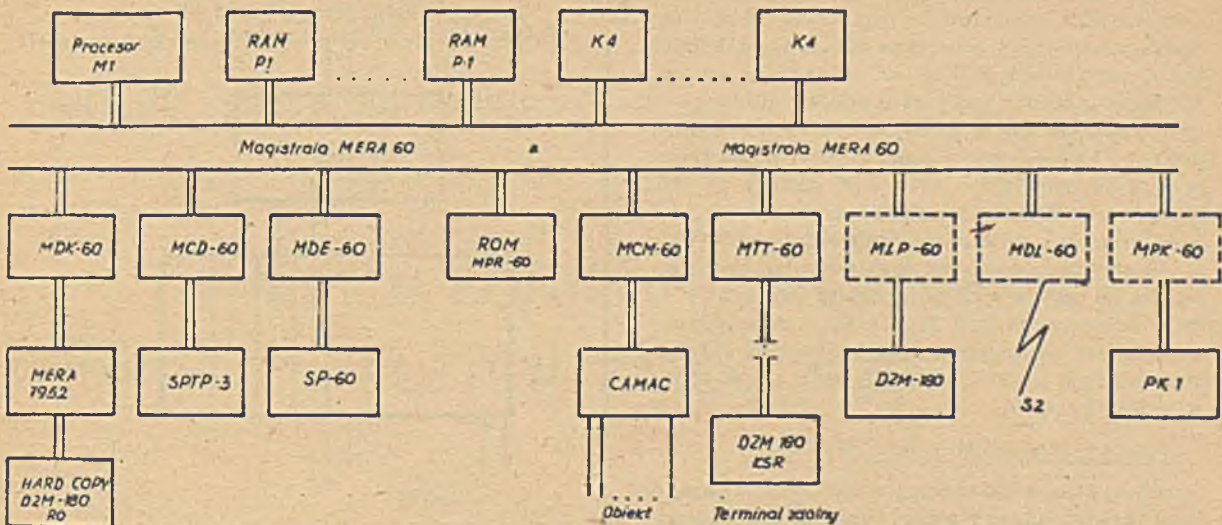 Procesor
M1
RAM
P1
RAM
P1
K4
K4
Magistrala MERA 60
Magistrala MERA 60
MDK-60
MCD-60
MDE-60
ROM
MPR-60
MCM-60
MTT-60
MLP-60
MDL-60
MPK-60
MERA
7952
SPTP-3
SP-60
CAMAC
DZM-180
S2
PK 1
HARD COPY
DZM-180
RO
DZM 180
KSR
Obiekt
Terminal zdalny